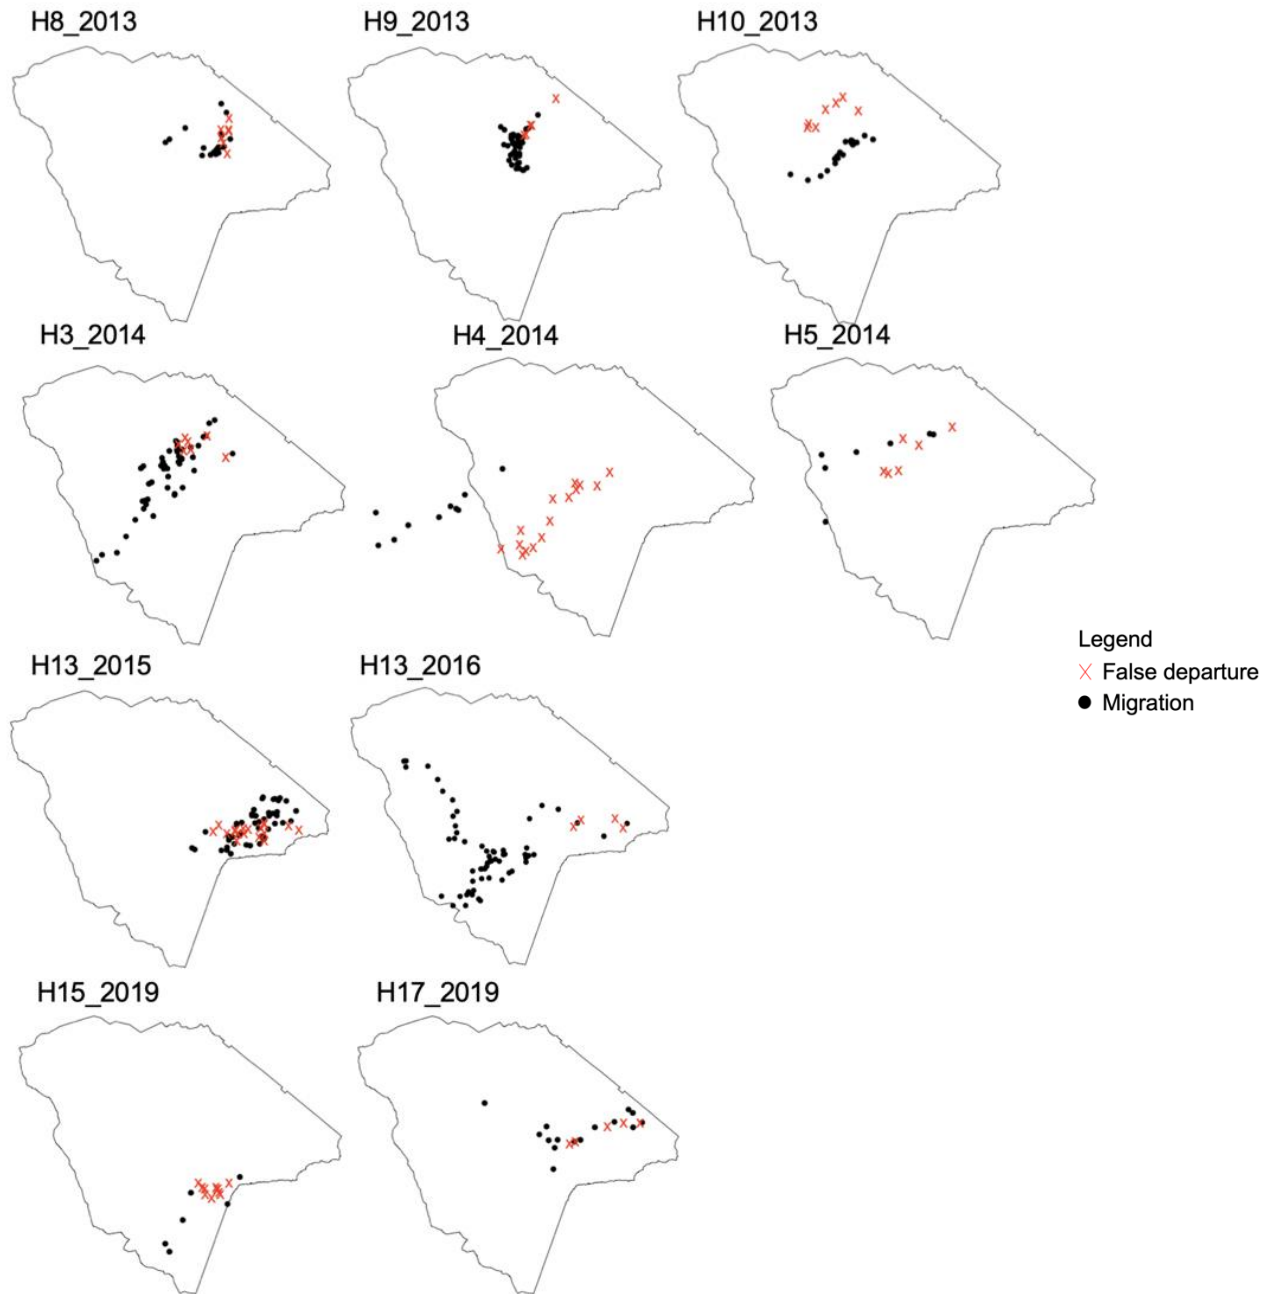 H8_2013
H9_2013
H10_2013
H3_2014
H4_2014
H5_2014
Legend
False departure
Migration
H13_2015
H13_2016
H15_2019
H17_2019